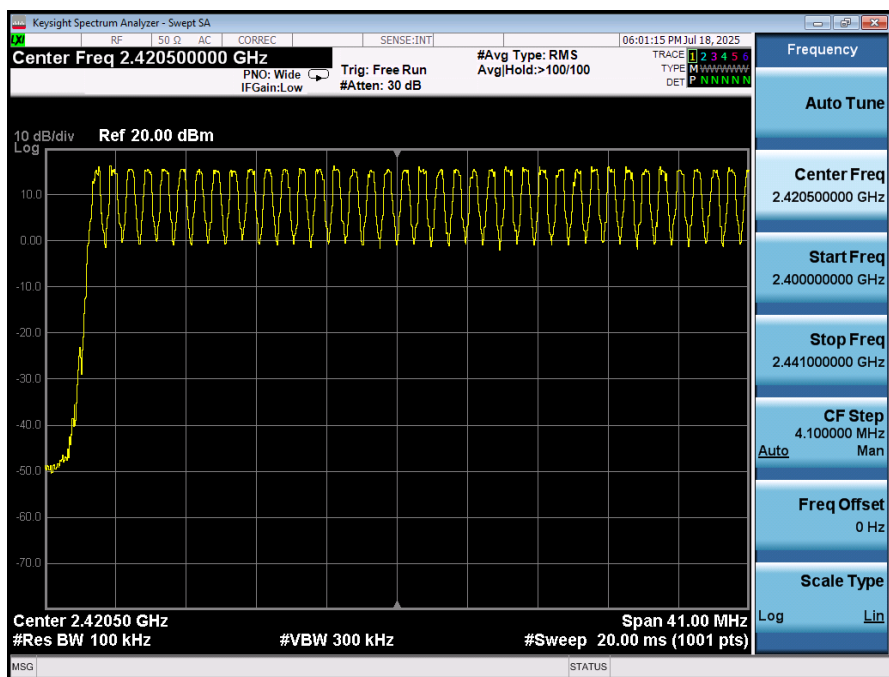 Keysight Spectrum Analyzer - Swept SA
LXI RF 50 Ω AC CORREC SENSE:INT 06:01:15 PM Jul 18, 2025
Center Freq 2.420500000 GHz
PNO: Wide
IFGain:Low
Trig: Free Run
#Atten: 30 dB
#Avg Type: RMS
Avg|Hold:>100/100
TRACE 1 2 3 4 5 6
TYPE M WWWWW
DET P N N N N N
10 dB/div Ref 20.00 dBm
Log
10.0
0.00
-10.0
-20.0
-30.0
-40.0
-50.0
-60.0
-70.0
Center 2.42050 GHz Span 41.00 MHz
#Res BW 100 kHz #VBW 300 kHz #Sweep 20.00 ms (1001 pts)
MSG STATUS
Frequency
Auto Tune
Center Freq
2.420500000 GHz
Start Freq
2.400000000 GHz
Stop Freq
2.441000000 GHz
CF Step
4.100000 MHz
Auto Man
Freq Offset
0 Hz
Scale Type
Log Lin